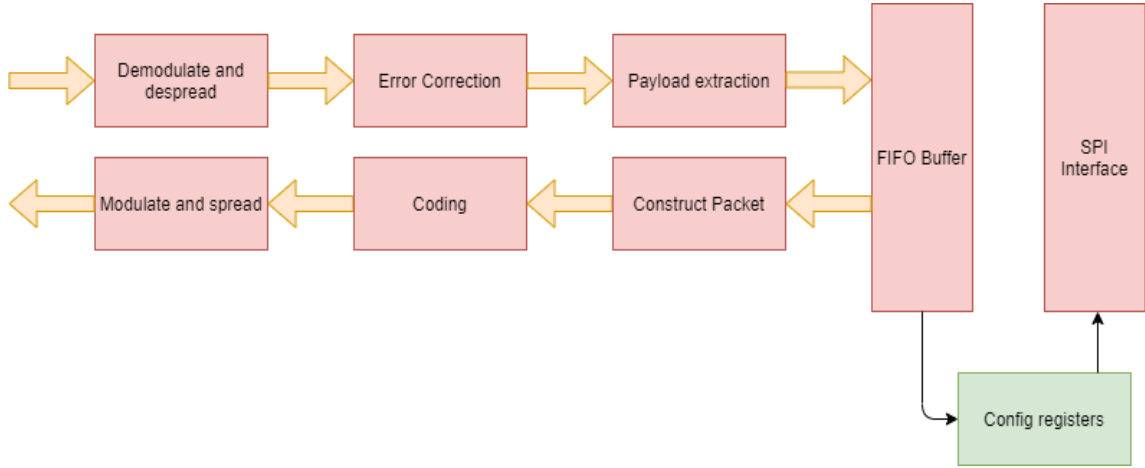 Demodulate and
despread
Error Correction
Payload extraction
FIFO Buffer
SPI
Interface
Modulate and spread
Coding
Construct Packet
Config registers